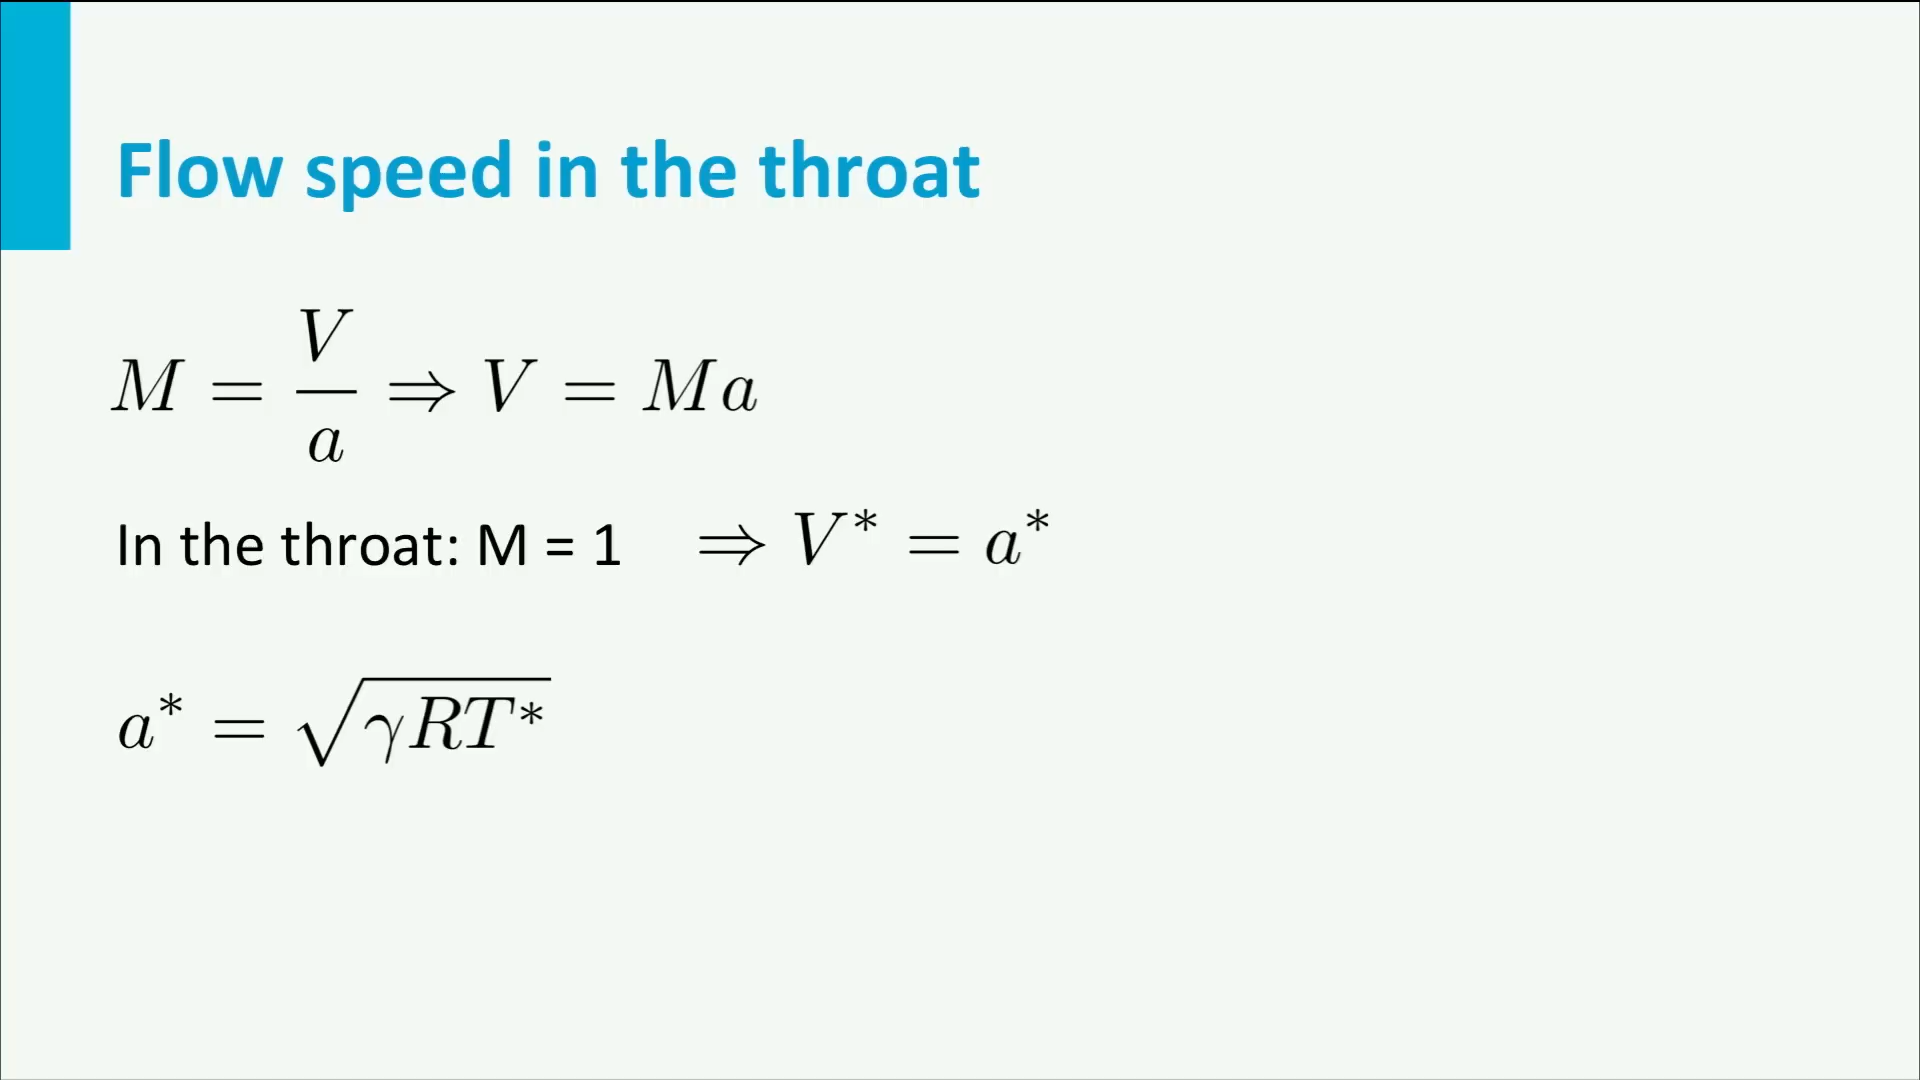 Flow speed in the throat
M = V/a ⇒ V = Ma
In the throat: M = 1 ⇒ V* = a*
a* = √(γRT*)